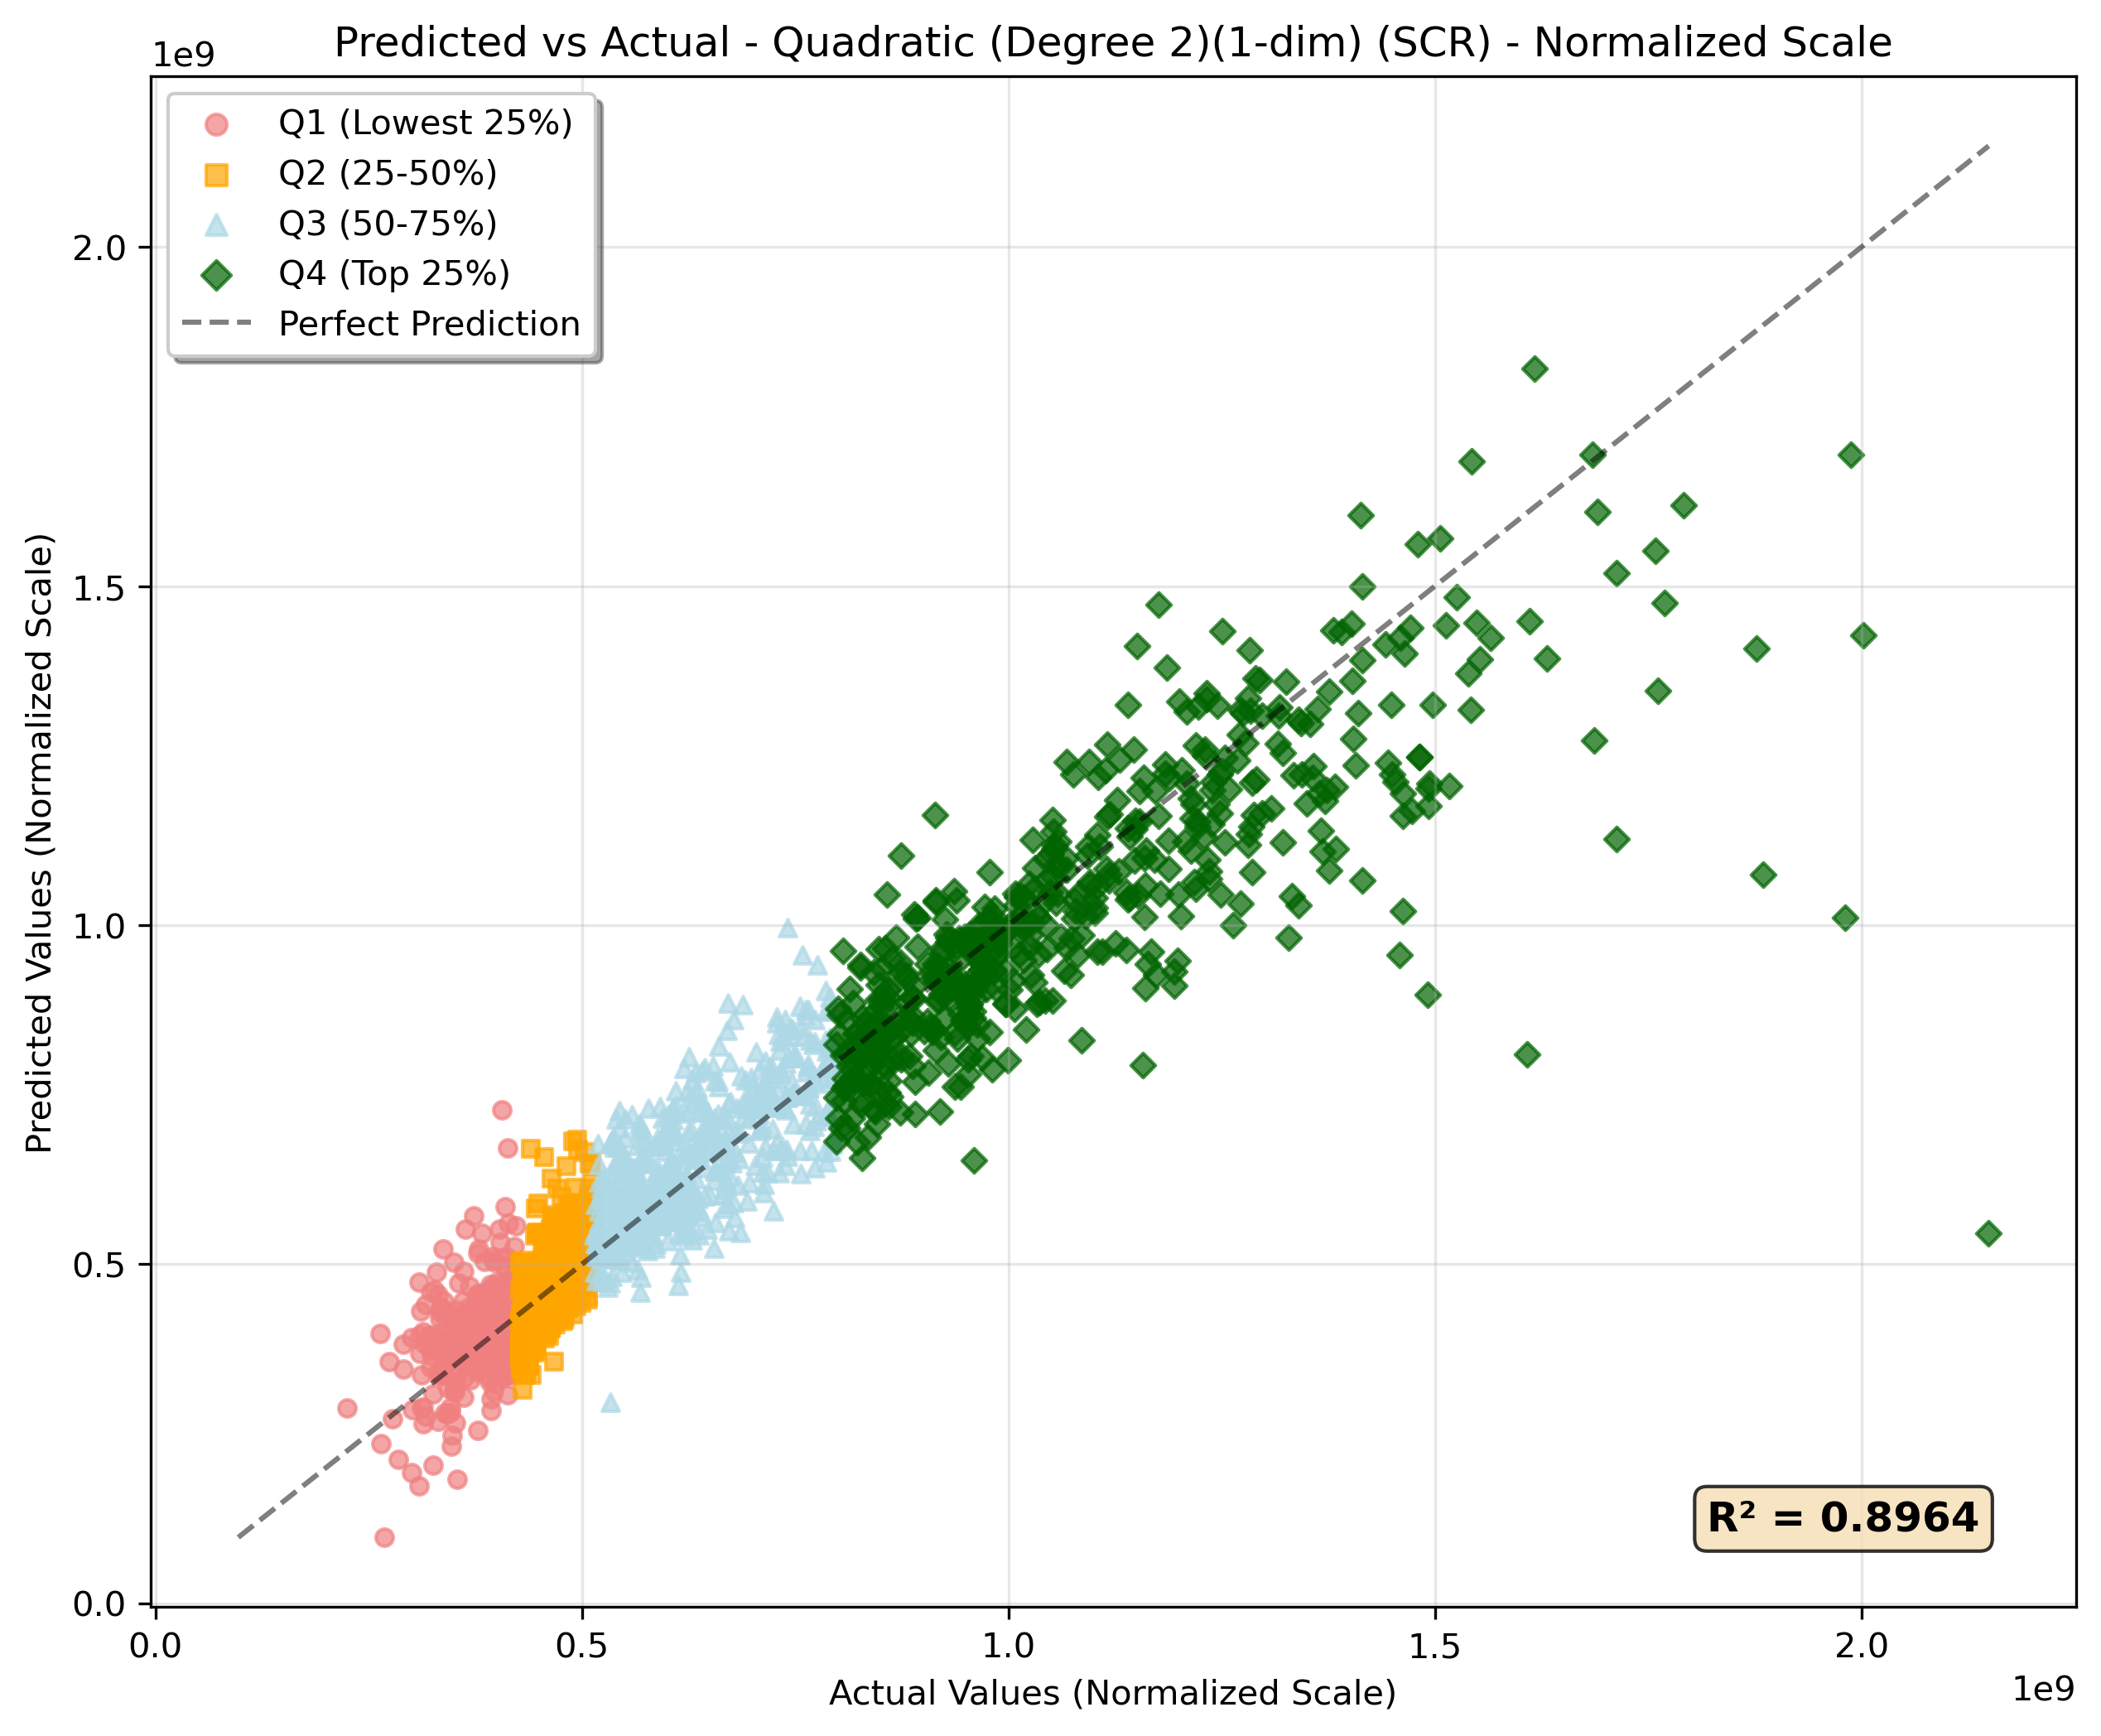 Predicted vs Actual - Quadratic (Degree 2)(1-dim) (SCR) - Normalized Scale
1e9
Q1 (Lowest 25%)
Q2 (25-50%)
Q3 (50-75%)
Q4 (Top 25%)
Perfect Prediction
Predicted Values (Normalized Scale)
2.0
1.5
1.0
0.5
0.0
R² = 0.8964
0.0 0.5 1.0 1.5 2.0
1e9
Actual Values (Normalized Scale)